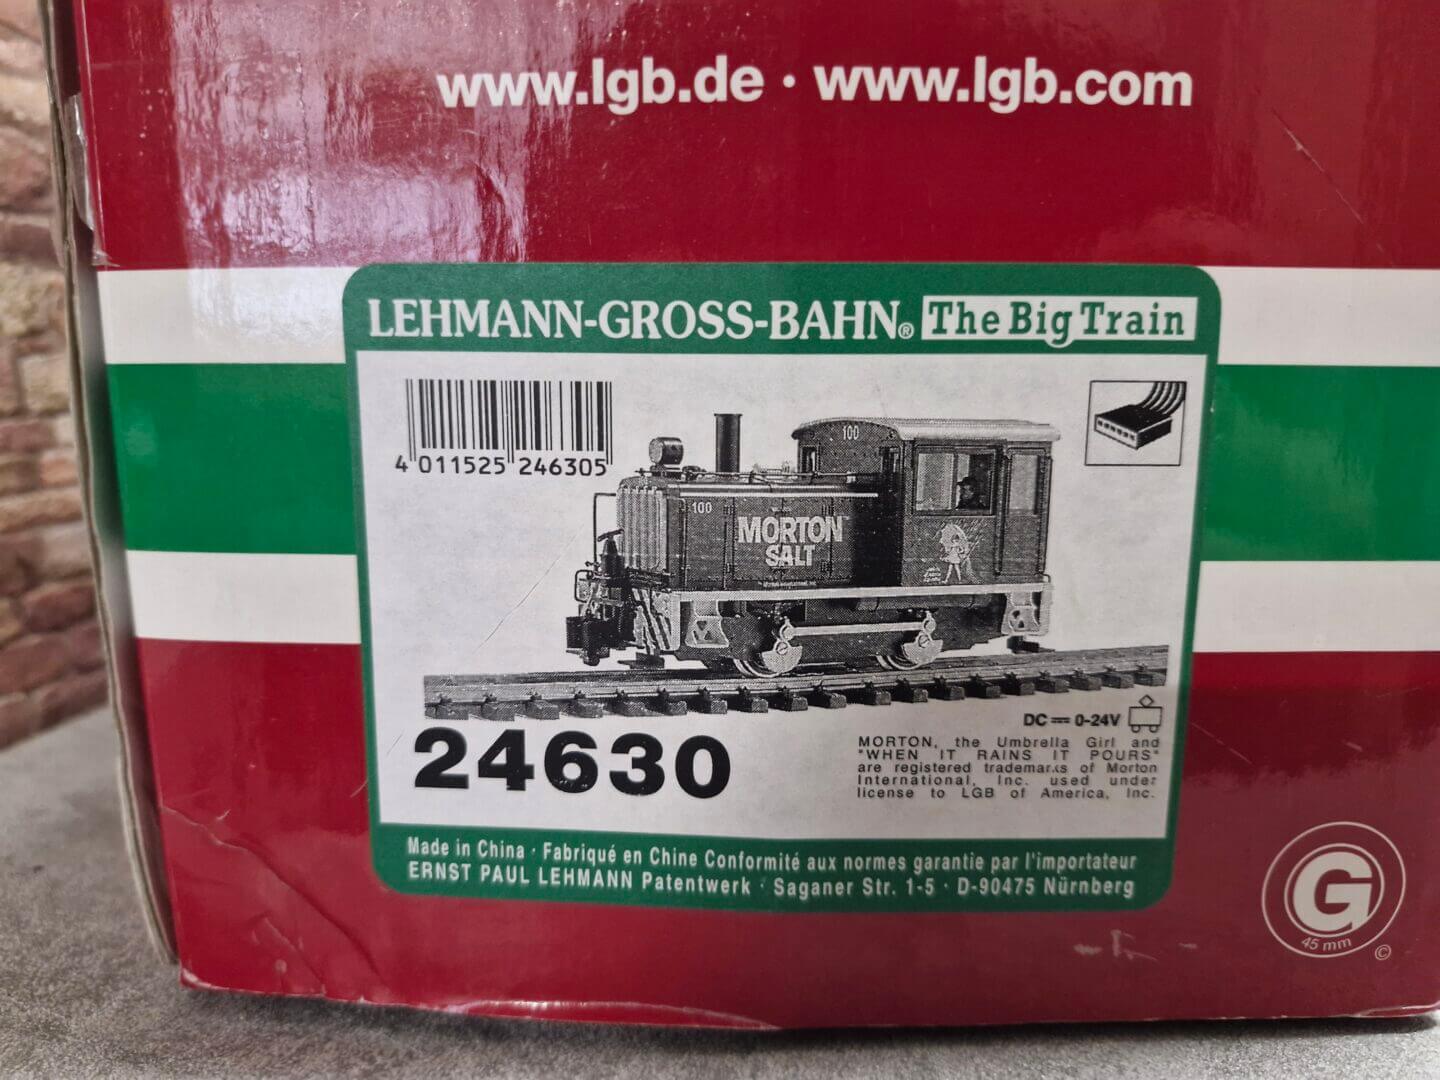 www.lgb.de · www.lgb.com
LEHMANN-GROSS-BAHN® The Big Train
4 011525 246305
100
100
MORTON
SALT
DC 0-24V
24630
MORTON, the Umbrella Girl and
"WHEN IT RAINS IT POURS"
are registered trademarks of Morton
International, Inc. used under
license to LGB of America, Inc.
Made in China · Fabriqué en Chine Conformité aux normes garantie par l'importateur
ERNST PAUL LEHMANN Patentwerk · Saganer Str. 1-5 · D-90475 Nürnberg
G
45 mm
©